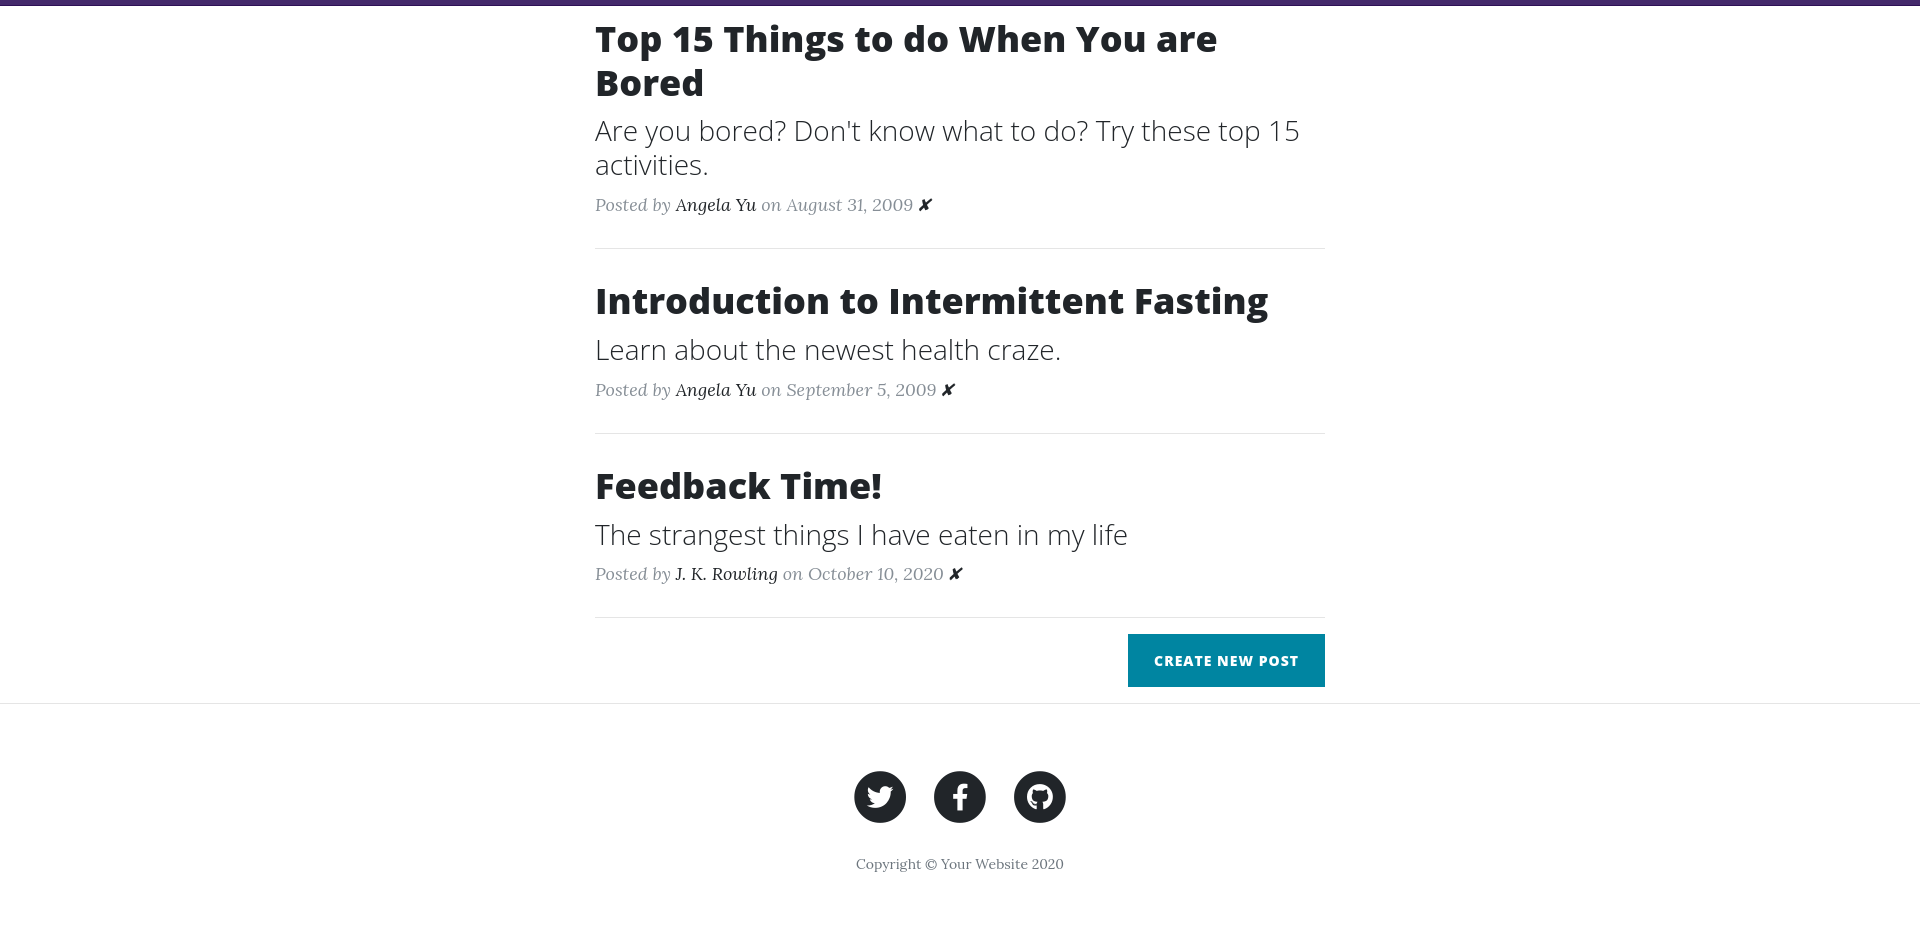 Top 15 Things to do When You are
Bored
Are you bored? Don't know what to do? Try these top 15
activities.
Posted by Angela Yu on August 31, 2009 ✘
Introduction to Intermittent Fasting
Learn about the newest health craze.
Posted by Angela Yu on September 5, 2009 ✘
Feedback Time!
The strangest things I have eaten in my life
Posted by J. K. Rowling on October 10, 2020 ✘
CREATE NEW POST
Copyright © Your Website 2020